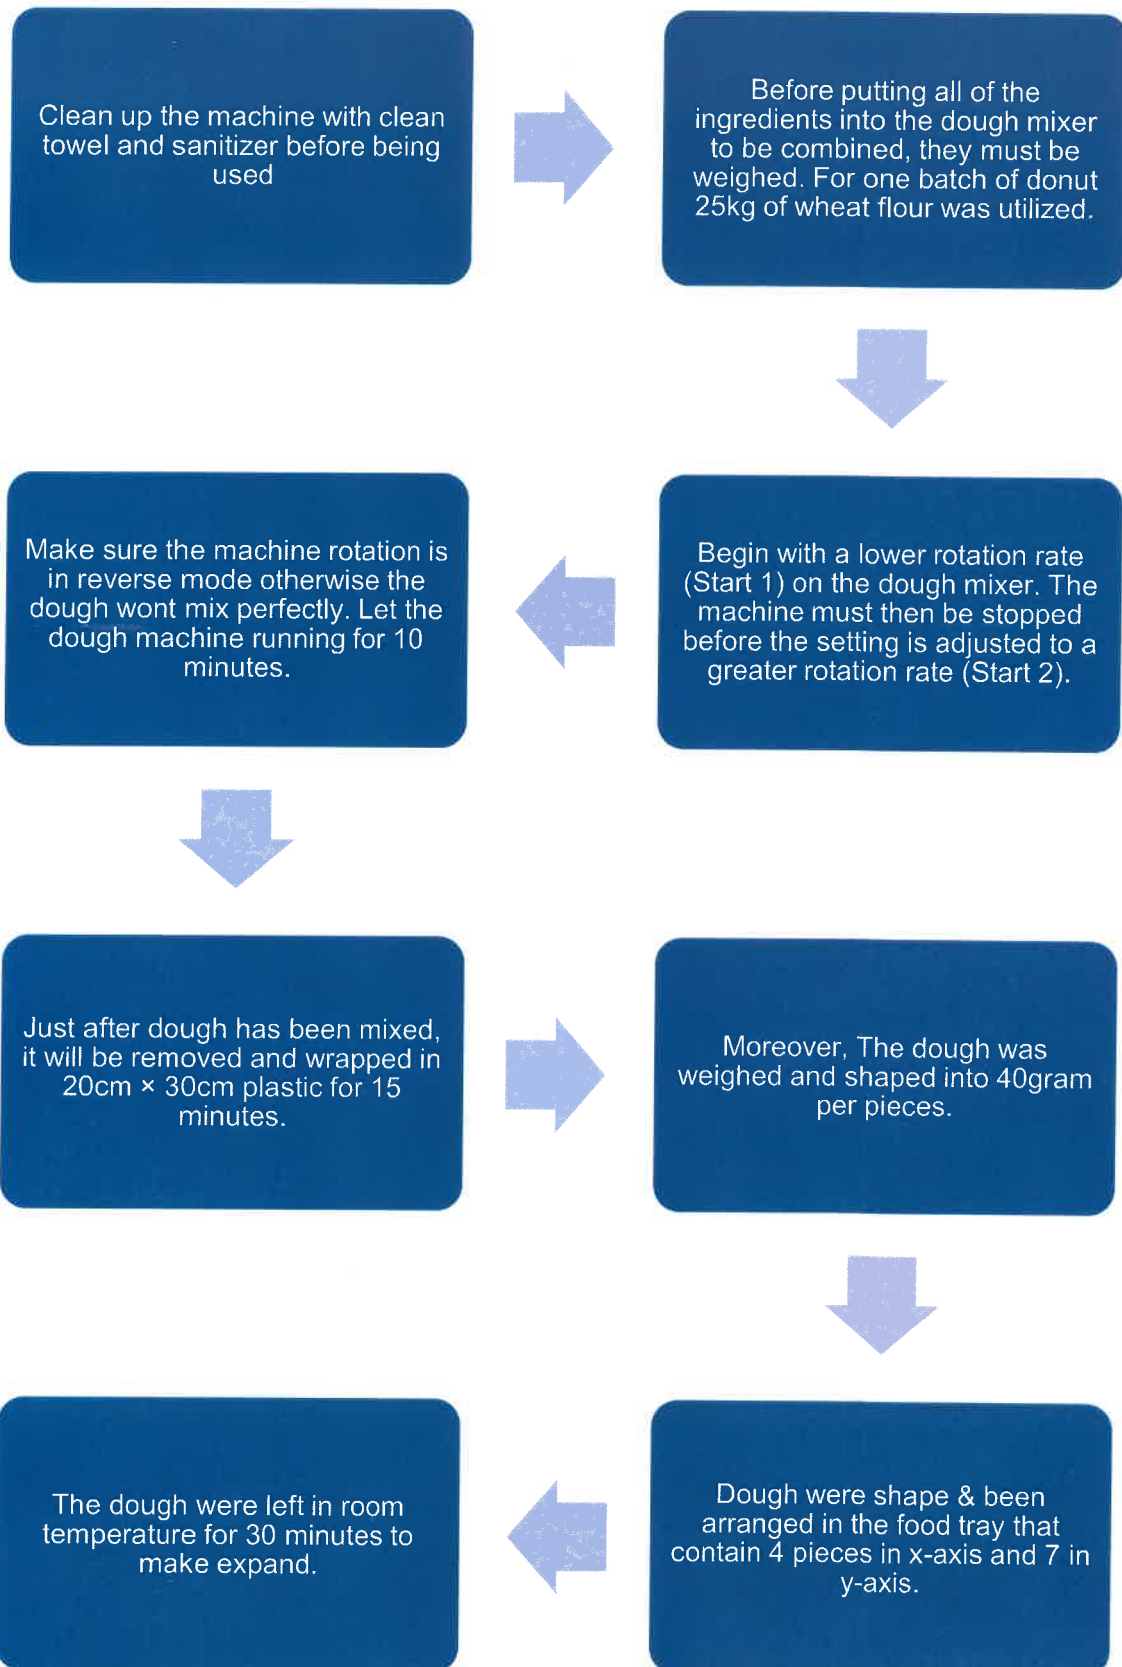 Clean up the machine with clean
towel and sanitizer before being
used
Before putting all of the
ingredients into the dough mixer
to be combined, they must be
weighed. For one batch of donut
25kg of wheat flour was utilized.
Begin with a lower rotation rate
(Start 1) on the dough mixer. The
machine must then be stopped
before the setting is adjusted to a
greater rotation rate (Start 2).
Make sure the machine rotation is
in reverse mode otherwise the
dough wont mix perfectly. Let the
dough machine running for 10
minutes.
Just after dough has been mixed,
it will be removed and wrapped in
20cm × 30cm plastic for 15
minutes.
Moreover, The dough was
weighed and shaped into 40gram
per pieces.
Dough were shape & been
arranged in the food tray that
contain 4 pieces in x-axis and 7 in
y-axis.
The dough were left in room
temperature for 30 minutes to
make expand.